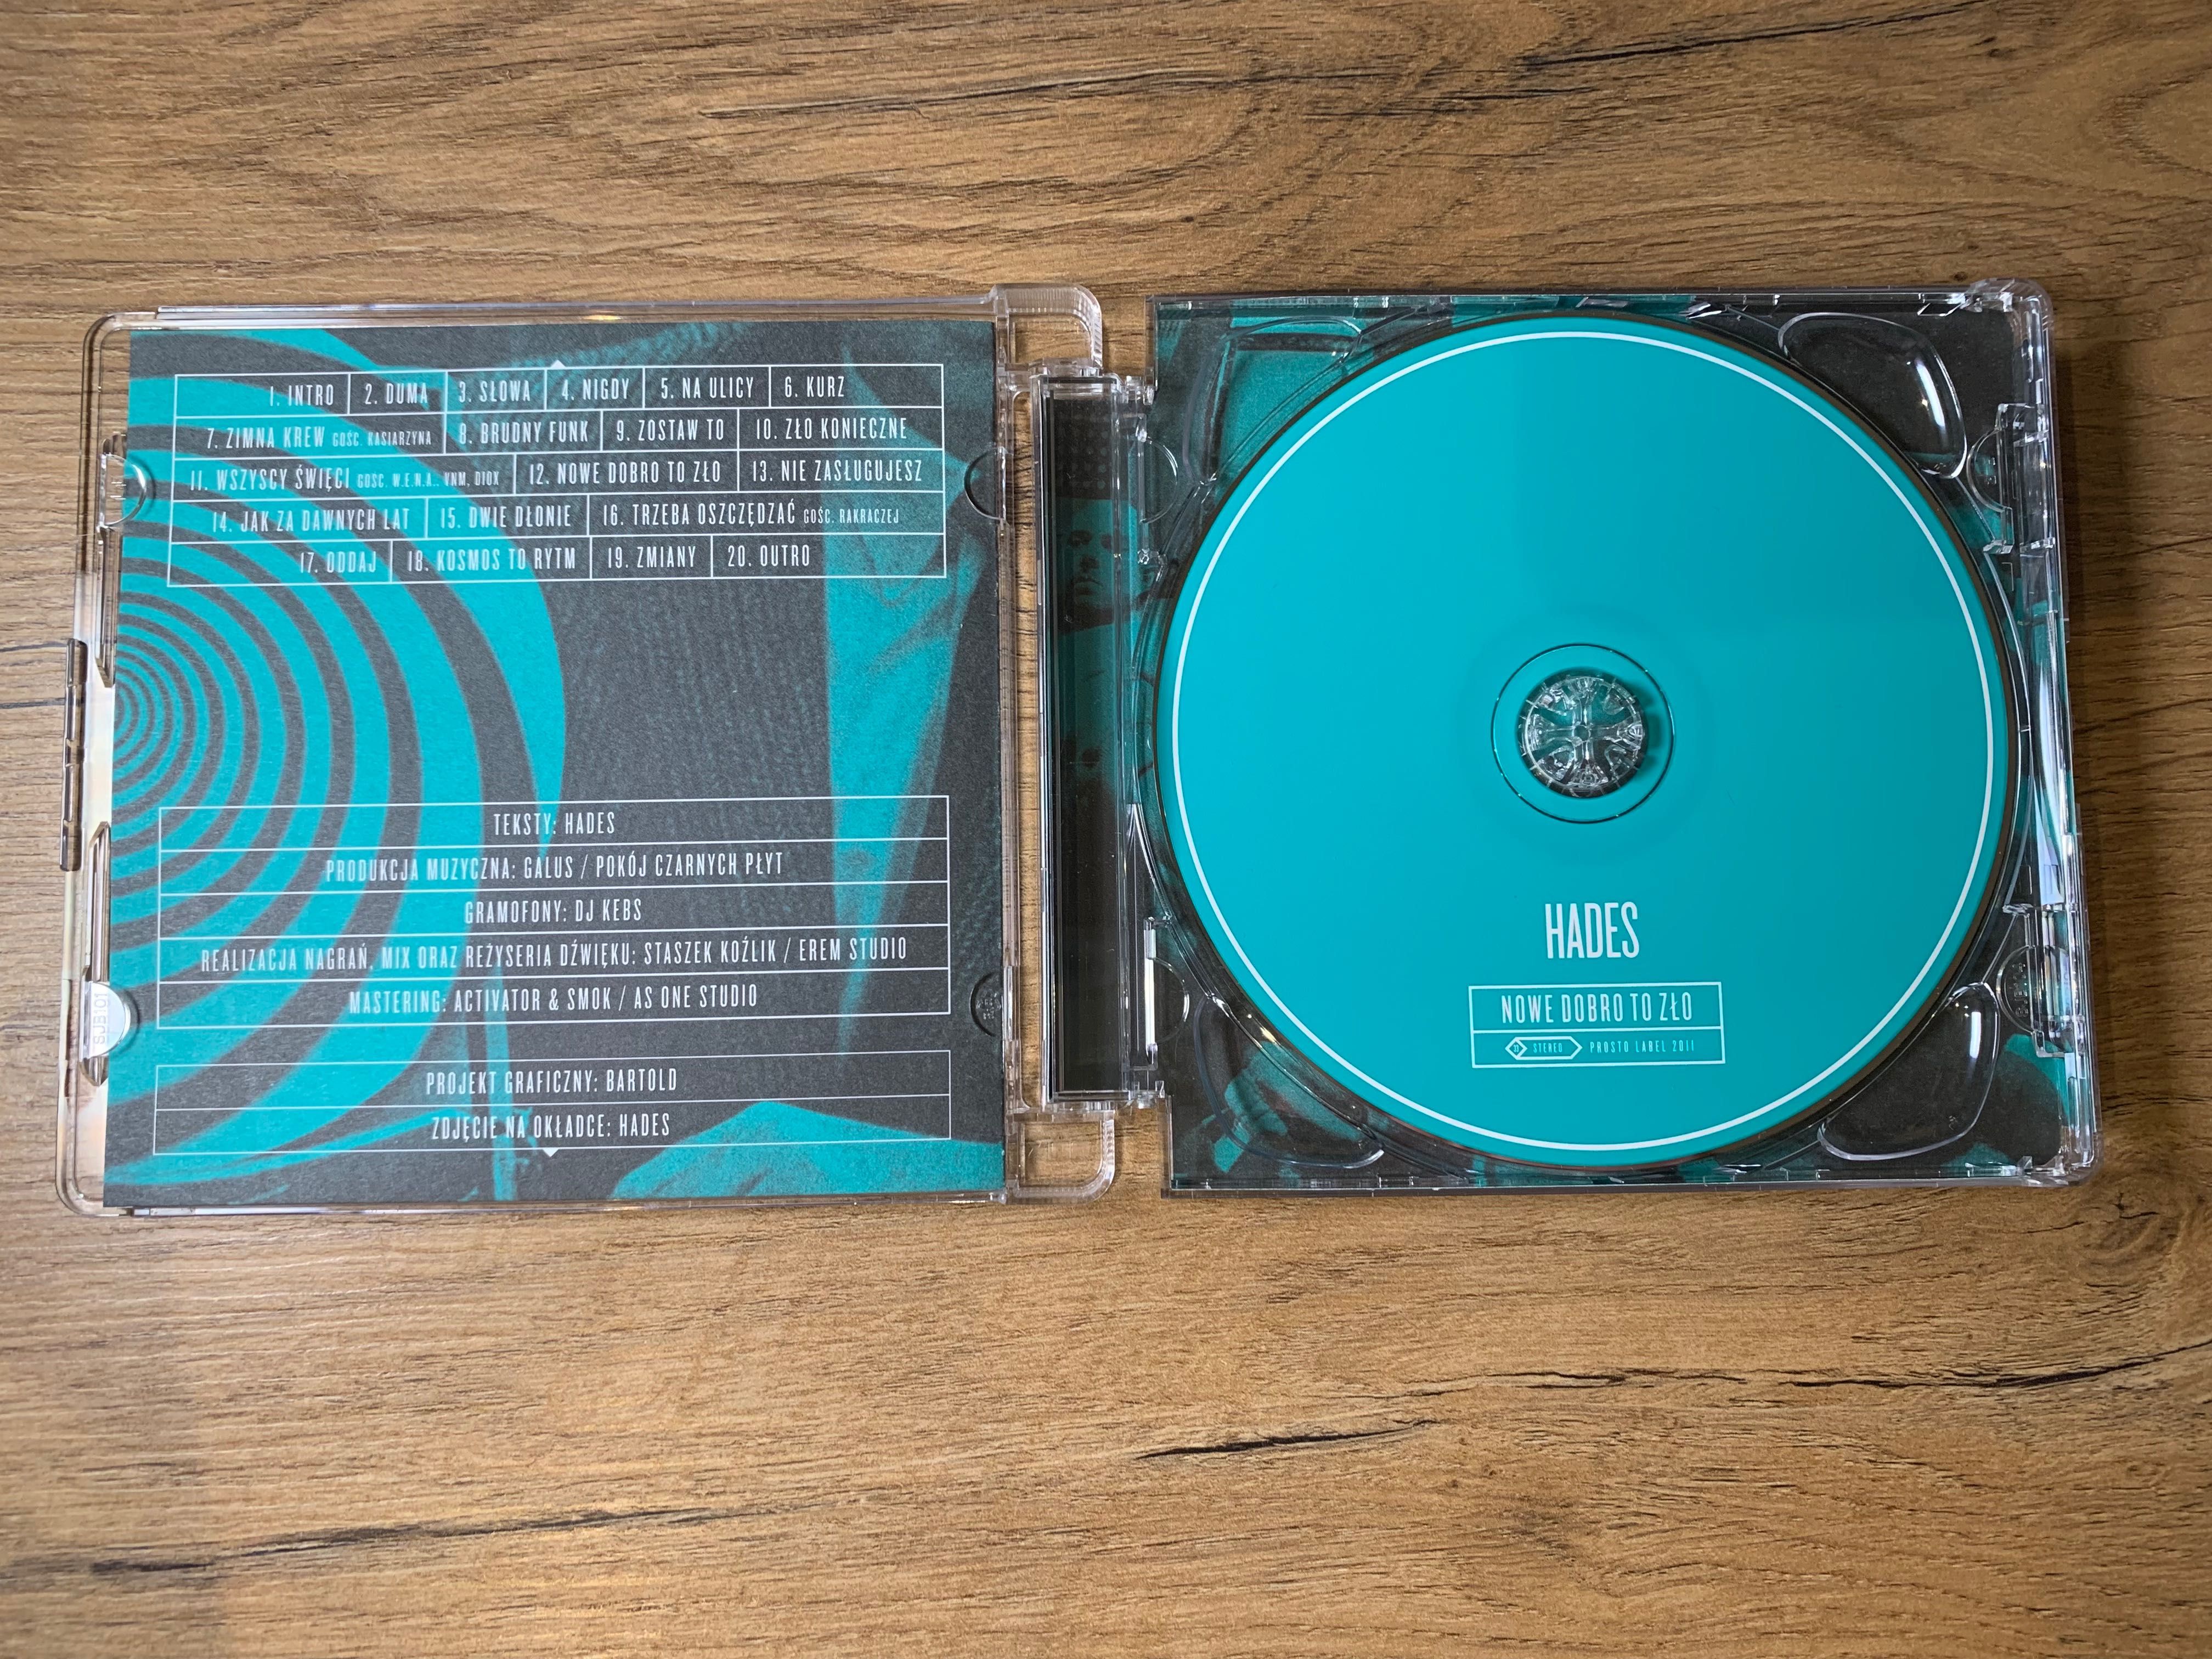 1. INTRO 2. DUMA 3. SŁOWA 4. NIGDY 5. NA ULICY 6. KURZ
7. ZIMNA KREW GOŚC. KASIARZYNA 8. BRUDNY FUNK 9. ZOSTAW TO 10. ZŁO KONIECZNE
11. WSZYSCY ŚWIĘCI GOŚC. W.E.N.A., VNM, DIOX 12. NOWE DOBRO TO ZŁO 13. NIE ZASŁUGUJESZ
14. JAK ZA DAWNYCH LAT 15. DWIE DŁONIE 16. TRZEBA OSZCZĘDZAĆ GOŚC. RAKRACZEJ
17. ODDAJ 18. KOSMOS TO RYTM 19. ZMIANY 20. OUTRO
TEKSTY: HADES
PRODUKCJA MUZYCZNA: GALUS / POKÓJ CZARNYCH PŁYT
GRAMOFONY: DJ KEBS
REALIZACJA NAGRAŃ, MIX ORAZ REŻYSERIA DŹWIĘKU: STASZEK KOŹLIK / EREM STUDIO
MASTERING: ACTIVATOR & SMOK / AS ONE STUDIO
PROJEKT GRAFICZNY: BARTOLD
ZDJĘCIE NA OKŁADCE: HADES
SJB101
HADES
NOWE DOBRO TO ZŁO
STEREO PROSTO LABEL 2011